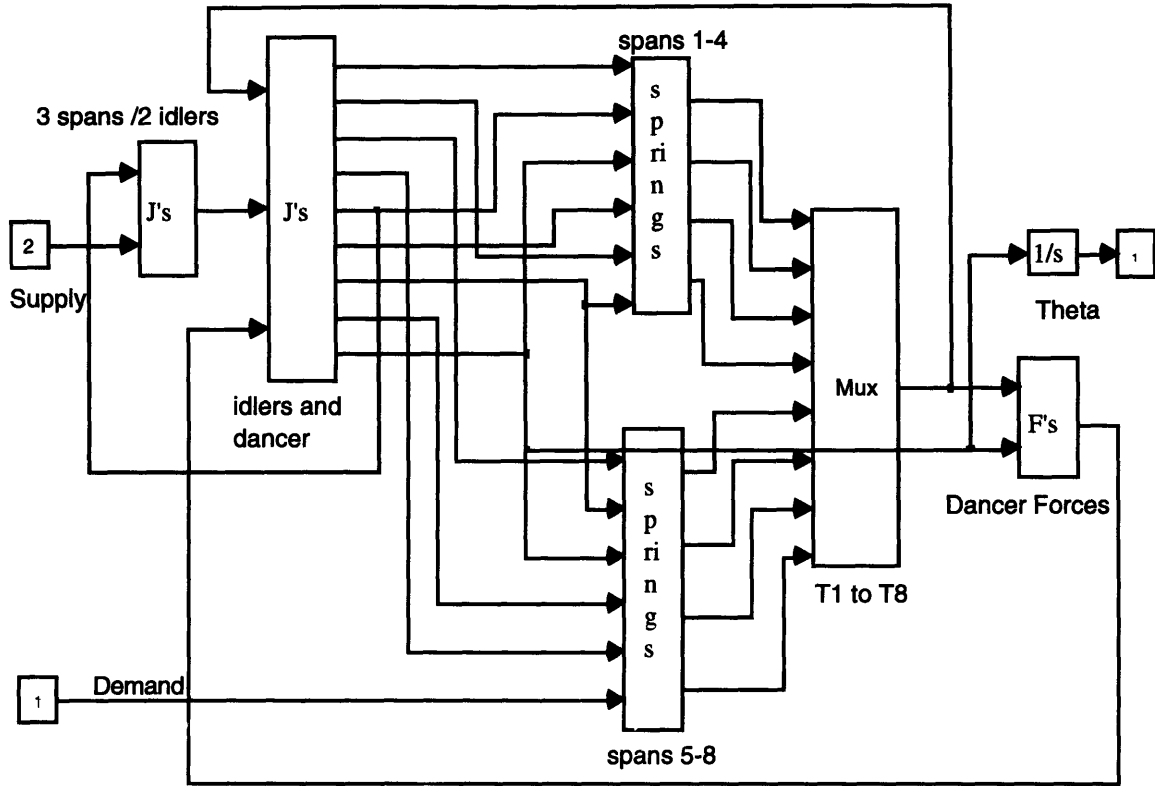 spans 1-4
3 spans /2 idlers
J's
J's
s
p
ri
n
g
s
2
Supply
1/s
1
Theta
Mux
F's
idlers and
dancer
Dancer Forces
s
p
ri
n
g
s
T1 to T8
1
Demand
spans 5-8